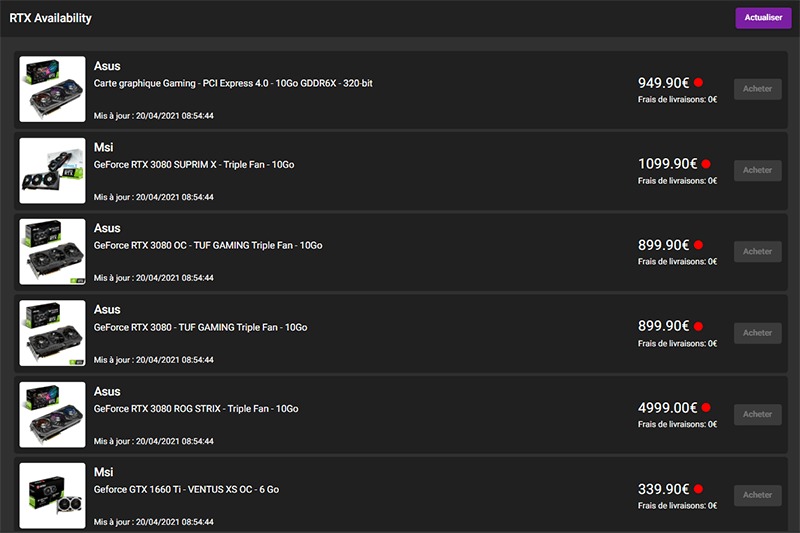 RTX Availability
Actualiser
Asus
Carte graphique Gaming - PCI Express 4.0 - 10Go GDDR6X - 320-bit
Mis à jour : 20/04/2021 08:54:44
949.90€
Frais de livraisons: 0€
Acheter
Msi
GeForce RTX 3080 SUPRIM X - Triple Fan - 10Go
Mis à jour : 20/04/2021 08:54:44
1099.90€
Frais de livraisons: 0€
Acheter
Asus
GeForce RTX 3080 OC - TUF GAMING Triple Fan - 10Go
Mis à jour : 20/04/2021 08:54:44
899.90€
Frais de livraisons: 0€
Acheter
Asus
GeForce RTX 3080 - TUF GAMING Triple Fan - 10Go
Mis à jour : 20/04/2021 08:54:44
899.90€
Frais de livraisons: 0€
Acheter
Asus
GeForce RTX 3080 ROG STRIX - Triple Fan - 10Go
Mis à jour : 20/04/2021 08:54:44
4999.00€
Frais de livraisons: 0€
Acheter
Msi
Geforce GTX 1660 Ti - VENTUS XS OC - 6 Go
Mis à jour : 20/04/2021 08:54:44
339.90€
Frais de livraisons: 0€
Acheter